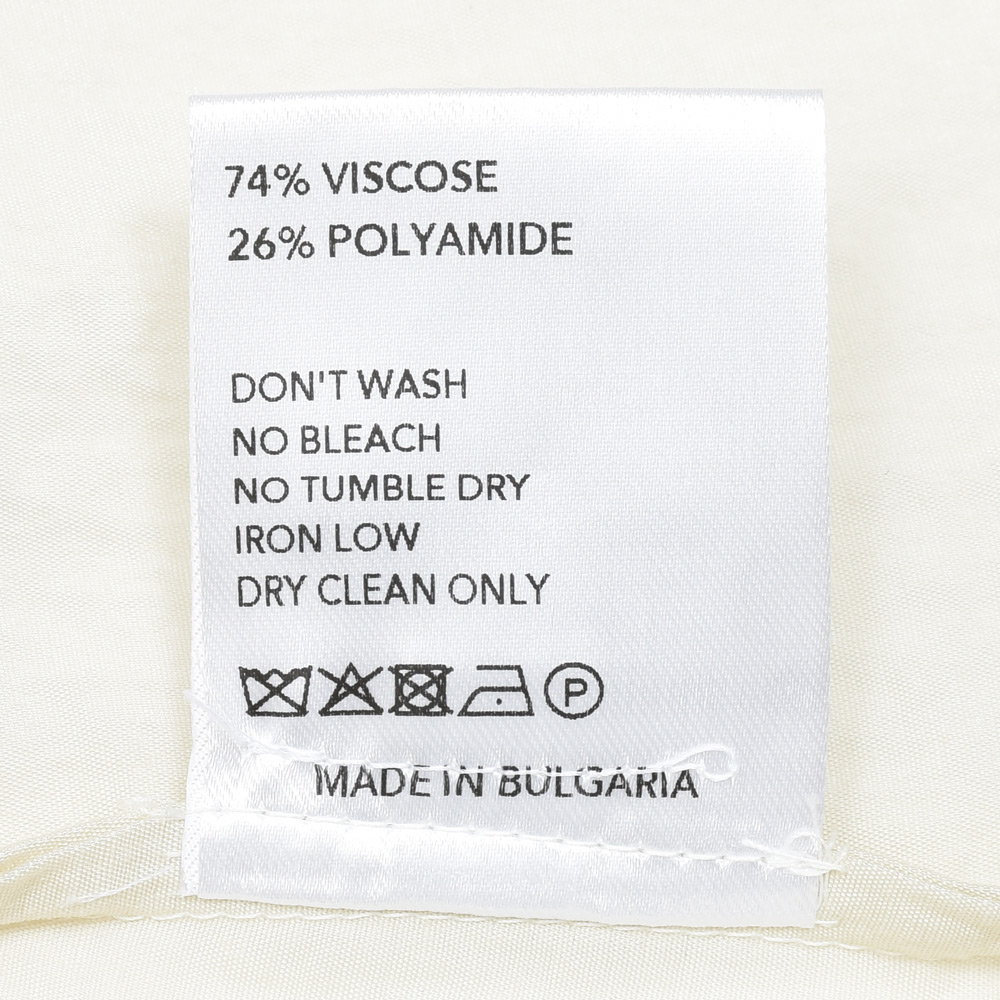 74% VISCOSE
26% POLYAMIDE
DON'T WASH
NO BLEACH
NO TUMBLE DRY
IRON LOW
DRY CLEAN ONLY
P
MADE IN BULGARIA